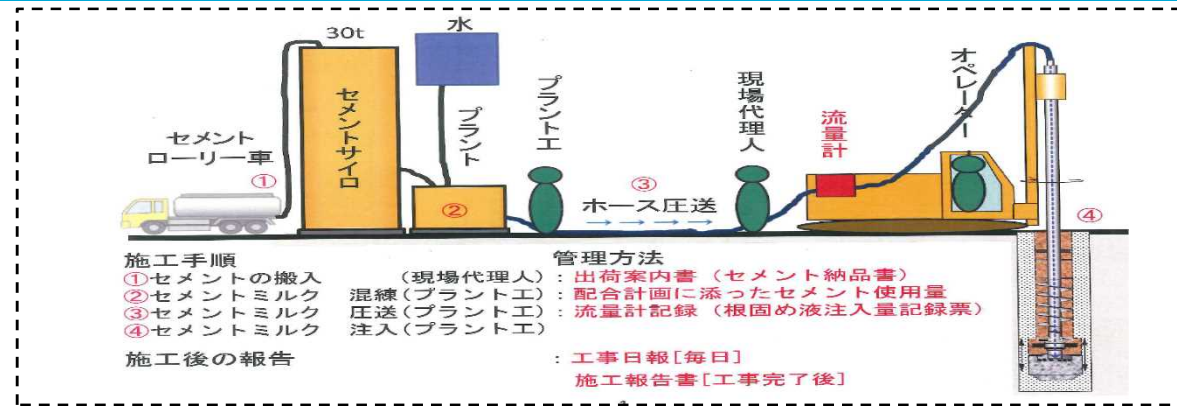 30t
水
セメントサイロ
プラント
プラント工
現場代理人
流量計
オペレーター
セメント
ローリー車
①
②
③
ホース圧送
④
施工手順 管理方法
①セメントの搬入 (現場代理人)：出荷案内書（セメント納品書）
②セメントミルク 混練(プラント工)：配合計画に添ったセメント使用量
③セメントミルク 圧送(プラント工)：流量計記録（根固め液注入量記録票）
④セメントミルク 注入(プラント工)
施工後の報告 ：工事日報[毎日]
施工報告書[工事完了後]